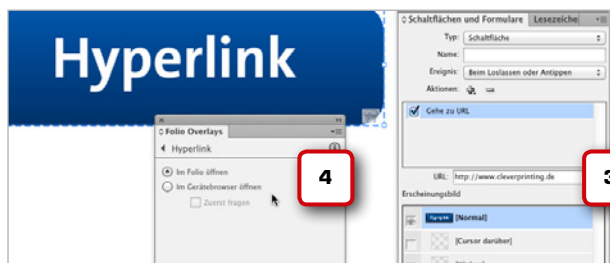 Hyperlink
Folio Overlays
Hyperlink
Im Folio öffnen
Im Gerätebrowser öffnen
Zuerst fragen
4
Schaltflächen und Formulare Lesezeiche
Typ: Schaltfläche
Name:
Ereignis: Beim Loslassen oder Antippen
Aktionen:
Gehe zu URL
URL: http://www.cleverprinting.de
3
Erscheinungsbild
[Normal]
[Cursor darüber]